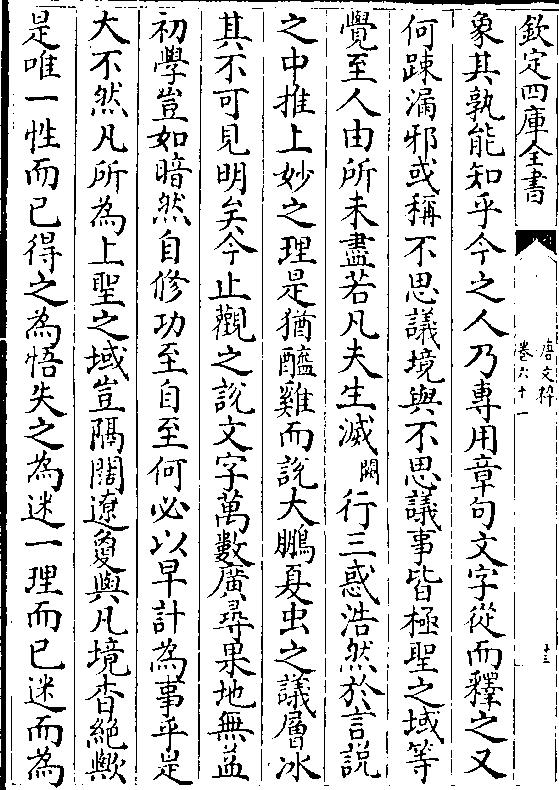 欽定四庫全書
唐文粹
卷六十一
十三
象其孰能知乎今之人乃專用章句文字從而釋之又
何踈漏邪或稱不思議境與不思議事皆極聖之域等
覺至人由所未盡若凡夫生滅闕行三惑浩然於言説
之中推上妙之理是猶醯雞而説大鵬夏虫之議層冰
其不可見明矣今止觀之説文字萬數廣尋果地無益
初學豈如暗然自修功至自至何必以早計為事乎是
大不然凡所為上聖之域豈隔闊遼夐與凡境杳絶歟
是唯一性而已得之為悟失之為迷一理而已迷而為